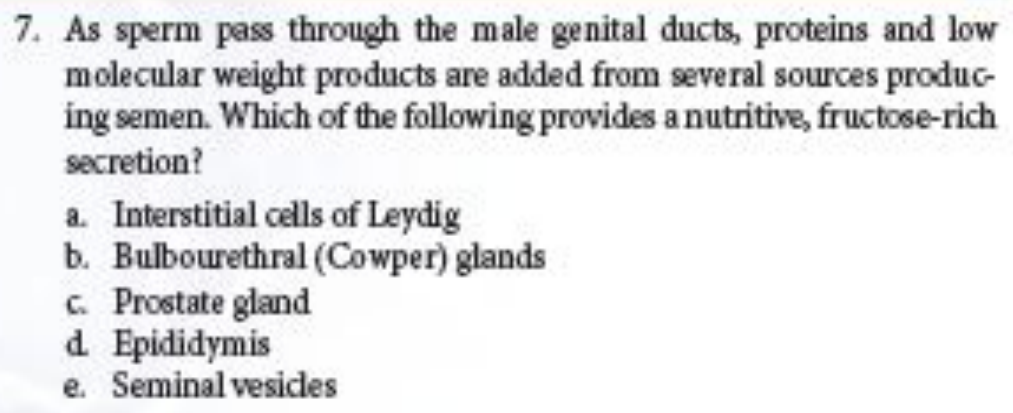 7. As sperm pass through the male genital ducts, proteins and low
molecular weight products are added from several sources produc-
ing semen. Which of the following provides a nutritive, fructose-rich
secretion?
a. Interstitial cells of Leydig
b. Bulbourethral (Cowper) glands
c. Prostate gland
d. Epididymis
e. Seminal vesicles